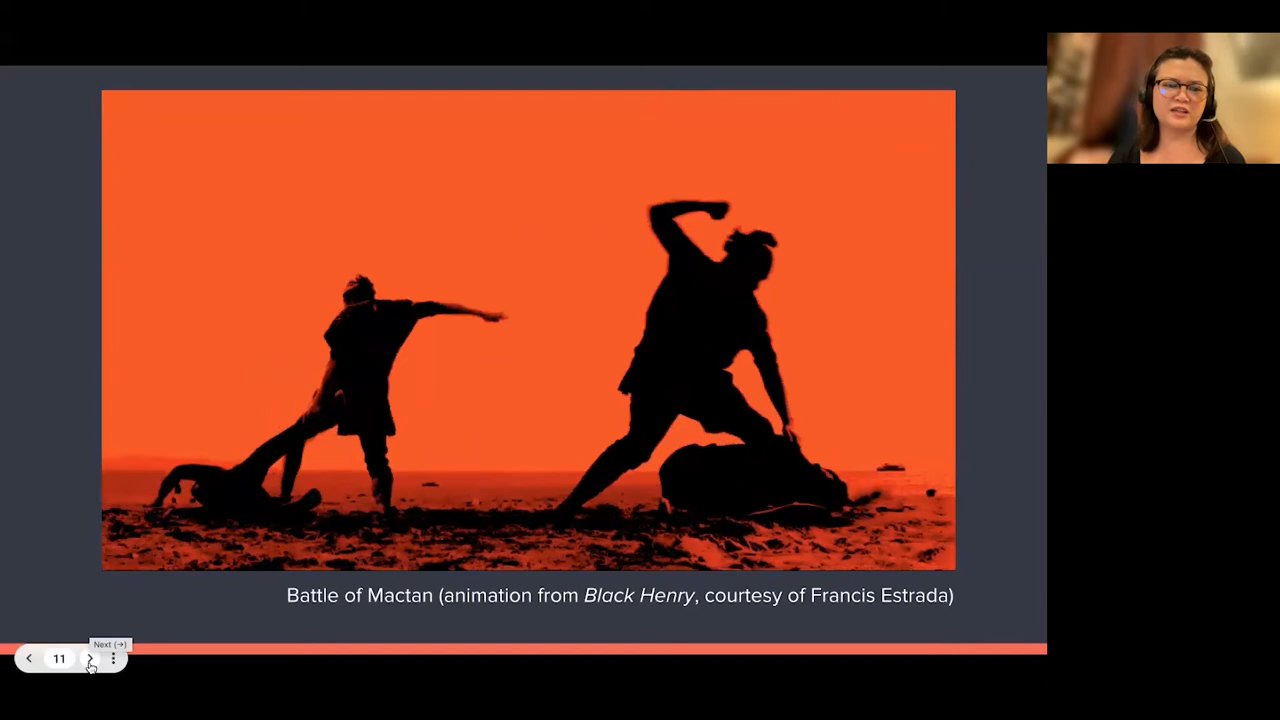 Battle of Mactan (animation from Black Henry, courtesy of Francis Estrada)
Next (→)
11